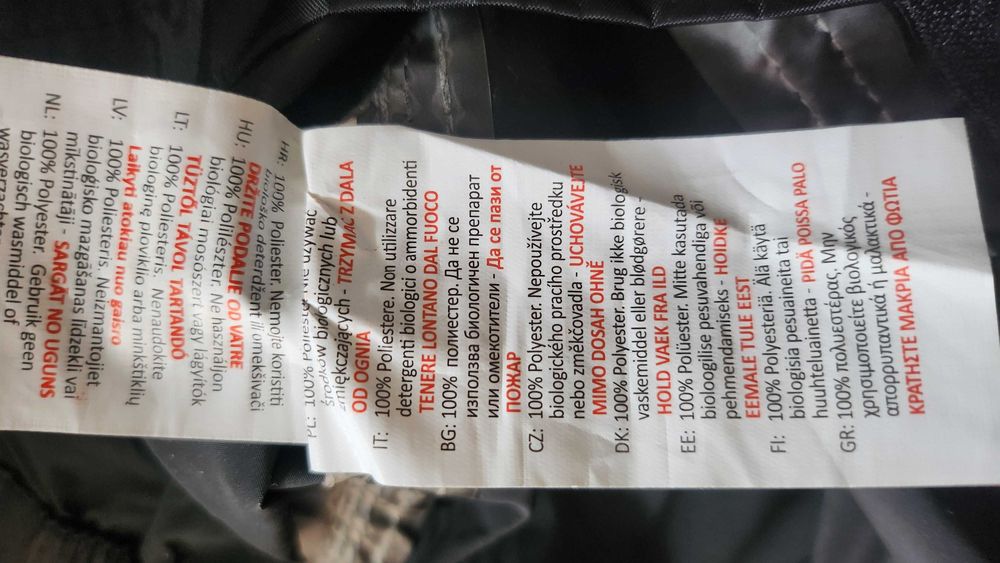 PL: 100% Poliester Nie używać
środków biologicznych lub
zmiękczających - TRZYMAĆ Z DALA
OD OGNIA
IT: 100% Poliestere. Non utilizzare
detergenti biologici o ammorbidenti
TENERE LONTANO DAL FUOCO
BG: 100% полиестер. Да не се
използва биологичен препарат
или омекотители - Да се пази от
ПОЖАР
CZ: 100% Polyester. Nepoužívejte
biologického pracího prostředku
nebo změkčovadla - UCHOVÁVEJTE
MIMO DOSAH OHNĚ
DK: 100% Polyester. Brug ikke biologisk
vaskemiddel eller blødgørere -
HOLD VAEK FRA ILD
EE: 100% Polüester. Mitte kasutada
bioloogilise pesuvahendiga või
pehmendamiseks - HOIDKE
EEMALE TULE EEST
FI: 100% Polyesteriä. Älä käytä
biologisia pesuaineita tai
huuhteluainetta - PIDÄ POISSA PALO
GR: 100% πολυεστέρας. Μην
χρησιμοποιείτε βιολογικός
απορρυπαντικά ή μαλακτικά -
ΚΡΑΤΗΣΤΕ ΜΑΚΡΙΑ ΑΠΟ ΦΩΤΙΑ
HR: 100% Poliester. Nemojte koristiti
biološko deterdžent ili omekšivači
DRŽITE PODALJE OD VATRE
HU: 100% Poliészter. Ne használjon
biológiai mosószert vagy lágyítók
TŰZTŐL TÁVOL TARTANDÓ
LT: 100% Poliesteris, Nenaudokite
biologinę ploviklio arba minkštiklių
Laikyti atokiau nuo gaisro
LV: 100% Poliesteris. Neizmantojiet
biologisko mazgāšanas līdzekli vai
mīkstinātāji - SARGĀT NO UGUNS
NL: 100% Polyester. Gebruik geen
biologisch wasmiddel of